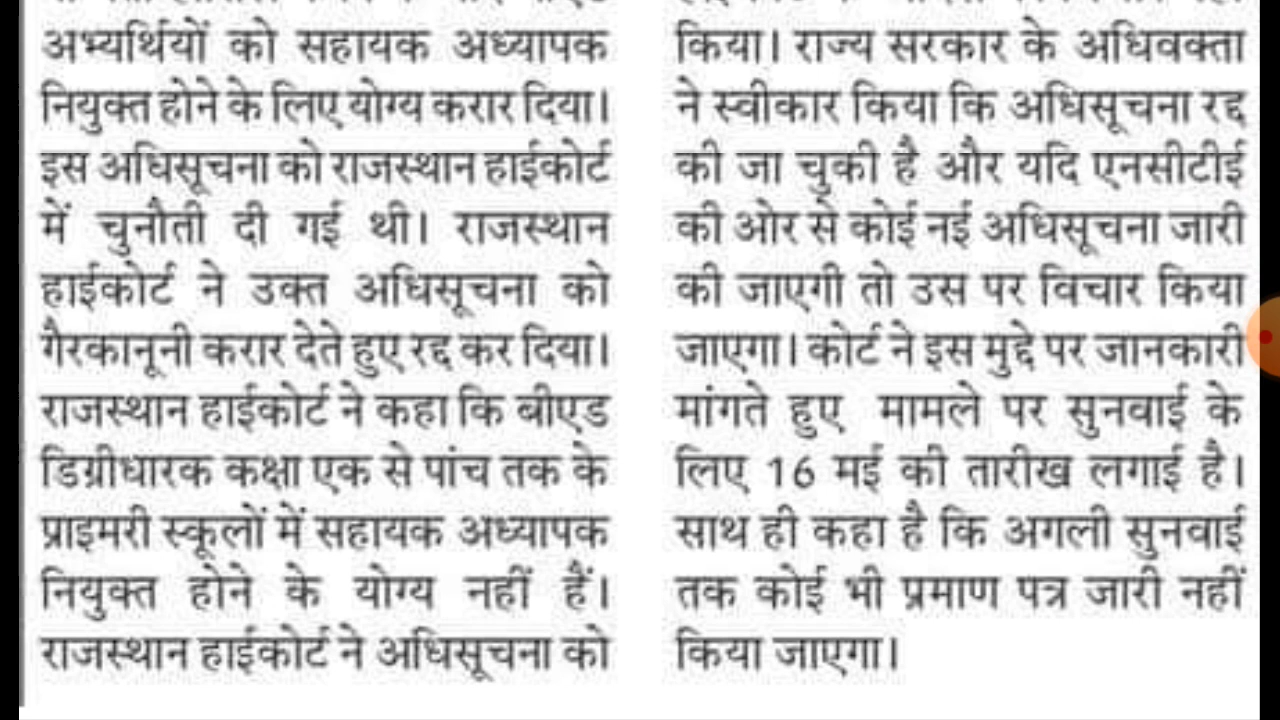 अभ्यर्थियों को सहायक अध्यापक
नियुक्त होने के लिए योग्य करार दिया।
इस अधिसूचना को राजस्थान हाईकोर्ट
में चुनौती दी गई थी। राजस्थान
हाईकोर्ट ने उक्त अधिसूचना को
गैरकानूनी करार देते हुए रद्द कर दिया।
राजस्थान हाईकोर्ट ने कहा कि बीएड
डिग्रीधारक कक्षा एक से पांच तक के
प्राइमरी स्कूलों में सहायक अध्यापक
नियुक्त होने के योग्य नहीं हैं।
राजस्थान हाईकोर्ट ने अधिसूचना को
किया। राज्य सरकार के अधिवक्ता
ने स्वीकार किया कि अधिसूचना रद्द
की जा चुकी है और यदि एनसीटीई
की ओर से कोई नई अधिसूचना जारी
की जाएगी तो उस पर विचार किया
जाएगा। कोर्ट ने इस मुद्दे पर जानकारी
मांगते हुए मामले पर सुनवाई के
लिए 16 मई की तारीख लगाई है।
साथ ही कहा है कि अगली सुनवाई
तक कोई भी प्रमाण पत्र जारी नहीं
किया जाएगा।